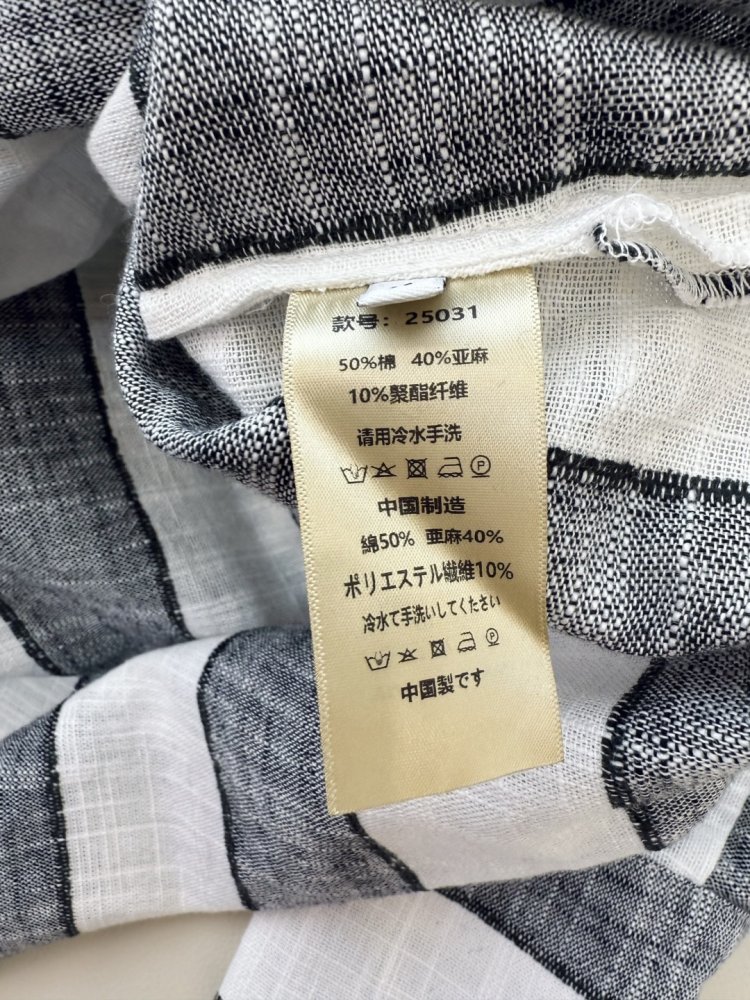 款号: 25031
50%棉 40%亚麻
10%聚酯纤维
请用冷水手洗
P
中国制造
綿50% 亜麻40%
ポリエステル繊維10%
冷水て手洗いしてください
P
中国製です